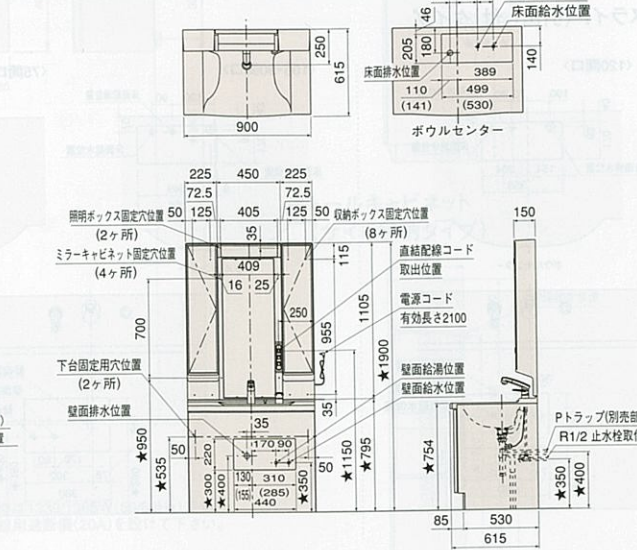 46
床面給水位置
250
615
900
205
180
140
床面排水位置
389
110
499
(141)
(530)
ボウルセンター
225 450 225
72.5 72.5
50 125 405 125 50
照明ボックス固定穴位置
(2ヶ所)
収納ボックス固定穴位置
(8ヶ所)
35
115
150
ミラーキャビネット固定穴位置
(4ヶ所)
409
16 25
直結配線コード
取出位置
250
電源コード
有効長さ2100
700
955
1105
★1900
下台固定用穴位置
(2ヶ所)
壁面給湯位置
壁面給水位置
壁面排水位置
35
35
★950
★535
50
220
170 90
50
★300
★400
130
310
(155)
(285)
440
★350
★1150
★795
★754
Pトラップ(別売部
R1/2 止水栓取付
★350
★400
85 530
615